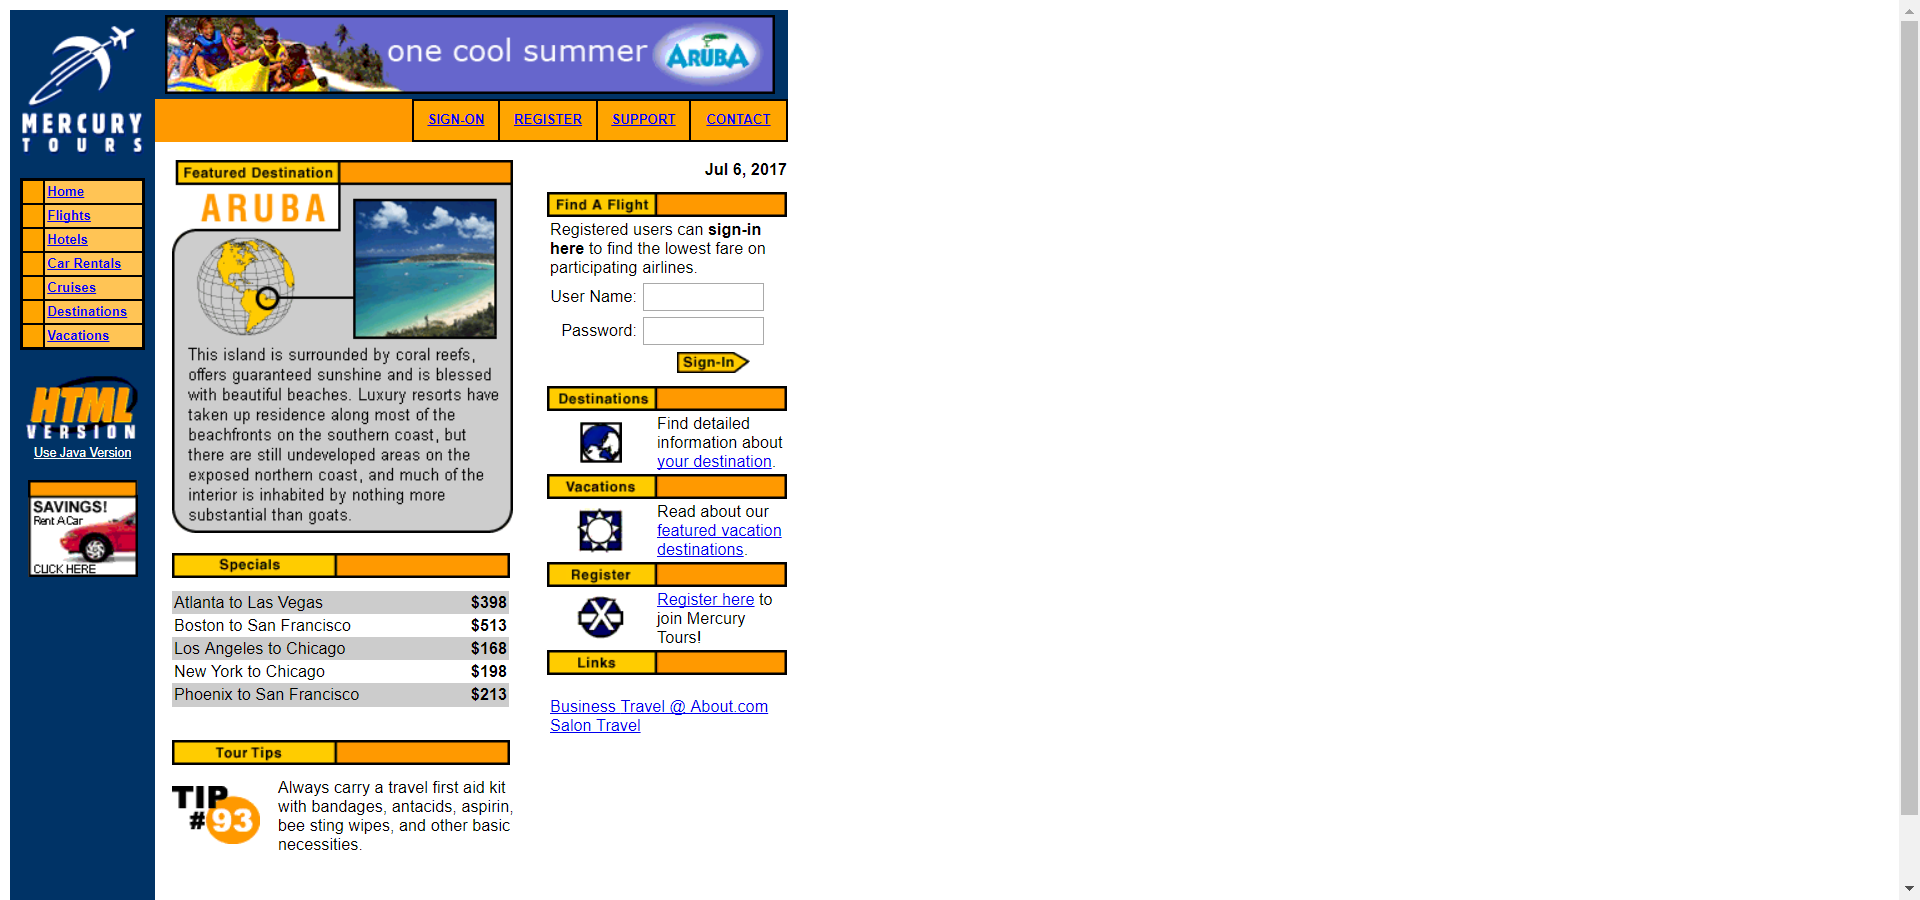 one cool summer
ARUBA
MERCURY
TOURS
SIGN-ON
REGISTER
SUPPORT
CONTACT
Home
Flights
Hotels
Car Rentals
Cruises
Destinations
Vacations
HTML
VERSION
Use Java Version
SAVINGS!
Rent A Car
CLICK HERE
Featured Destination
ARUBA
This island is surrounded by coral reefs,
offers guaranteed sunshine and is blessed
with beautiful beaches. Luxury resorts have
taken up residence along most of the
beachfronts on the southern coast, but
there are still undeveloped areas on the
exposed northern coast, and much of the
interior is inhabited by nothing more
substantial than goats.
Specials
Atlanta to Las Vegas $398
Boston to San Francisco $513
Los Angeles to Chicago $168
New York to Chicago $198
Phoenix to San Francisco $213
Tour Tips
TIP
#93
Always carry a travel first aid kit
with bandages, antacids, aspirin,
bee sting wipes, and other basic
necessities.
Jul 6, 2017
Find A Flight
Registered users can sign-in
here to find the lowest fare on
participating airlines.
User Name:
Password:
Sign-In
Destinations
Find detailed
information about
your destination.
Vacations
Read about our
featured vacation
destinations.
Register
Register here to
join Mercury
Tours!
Links
Business Travel @ About.com
Salon Travel